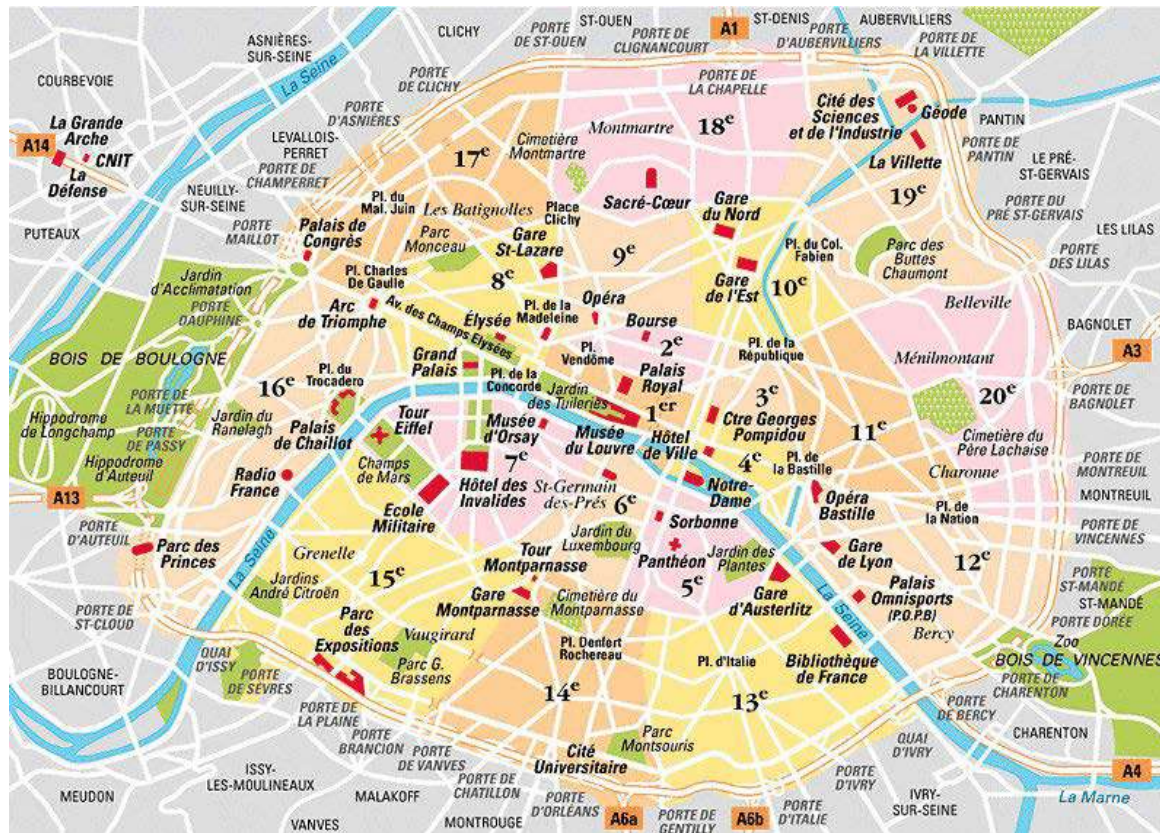 ST-OUEN
A1
ST-DENIS
AUBERVILLIERS
CLICHY
PORTE
DE ST-OUEN
PORTE DE
CLIGNANCOURT
PORTE
D'AUBERVILLIERS
PORTE DE
LA VILLETTE
ASNIÈRES-
SUR-SEINE
COURBEVOIE
La Seine
PORTE
DE CLICHY
PORTE DE
LA CHAPELLE
Cité des
Sciences
et de l'Industrie
Géode
PANTIN
La Grande
Arche
A14
CNIT
La
Défense
PORTE
D'ASNIÈRES
LEVALLOIS-
PERRET
PORTE DE
CHAMPERRET
17e
Cimetière
Montmartre
Montmartre
18e
La Villette
PORTE DE
PANTIN
LE PRÉ-
ST-GERVAIS
NEUILLY-
SUR-SEINE
PUTEAUX
PORTE
MAILLOT
Palais de
Congrès
Pl. du
Mal. Juin
Les Batignolles
Parc
Monceau
Place
Clichy
Sacré-Cœur
Gare
du Nord
19e
PORTE DU
PRÉ ST-GERVAIS
LES LILAS
Gare
St-Lazare
9e
Pl. du Col.
Fabien
Parc des
Buttes
Chaumont
PORTE
DES LILAS
Jardin
d'Acclimatation
PORTE
DAUPHINE
Pl. Charles
De Gaulle
8e
Gare
de l'Est
10e
Arc
de Triomphe
Av. des Champs Elysées
Élysée
Pl. de la
Madeleine
Opéra
Bourse
Belleville
BAGNOLET
A3
BOIS DE
BOULOGNE
Grand
Palais
Pl.
Vendôme
2e
Pl. de la
République
Ménilmontant
16e
Pl. du
Trocadero
Pl. de la
Concorde
Jardin
des Tuileries
Palais
Royal
3e
20e
PORTE DE
LA MUETTE
PORTE
DE
BAGNOLET
Hippodrome
de Longchamp
Jardin du
Ranelagh
Palais
de Chaillot
Tour
Eiffel
Musée
d'Orsay
1er
Musée
du Louvre
Hôtel
de Ville
Ctre Georges
Pompidou
11e
Cimetière du
Père Lachaise
PORTE
DE PASSY
Hippodrome
d'Auteuil
Radio
France
Champs
de Mars
7e
Hôtel des
Invalides
4e
Pl. de
la Bastille
Charonne
PORTE DE
MONTREUIL
MONTREUIL
A13
Ecole
Militaire
St-Germain
des-Prés
6e
Notre-
Dame
Opéra
Bastille
Pl. de
la Nation
PORTE
D'AUTEUIL
Parc des
Princes
La Seine
Grenelle
15e
Tour
Montparnasse
Jardin du
Luxembourg
Sorbonne
Panthéon
Jardin des
Plantes
Gare
de Lyon
12e
PORTE DE
VINCENNES
Jardins
André Citroën
Gare
Montparnasse
Cimetière du
Montparnasse
5e
Gare
d'Austerlitz
La Seine
Palais
Omnisports
(P.O.P.B)
PORTE
ST-MANDÉ
ST-MANDÉ
PORTE
DE ST-CLOUD
Parc
des
Expositions
Vaugirard
Pl. Denfert
Rochereau
Pl. d'Italie
Bibliothèque
de France
Bercy
PORTE DORÉE
Zoo
BOIS DE VINCENNES
QUAI
D'ISSY
PORTE
DE SEVRES
Parc G.
Brassens
14e
13e
PORTE
DE CHARENTON
BOULOGNE-
BILLANCOURT
PORTE DE
LA PLAINE
PORTE
BRANCION
PORTE
DE VANVES
Parc
Montsouris
PORTE
DE BERCY
QUAI
D'IVRY
CHARENTON
Cité
Universitaire
ISSY-
LES-MOULINEAUX
PORTE DE
CHATILLON
PORTE
D'IVRY
A4
MEUDON
MALAKOFF
PORTE
D'ORLÉANS
IVRY-
SUR-SEINE
La Marne
VANVES
MONTROUGE
A6a
PORTE DE
GENTILLY
A6b
PORTE
D'ITALIE